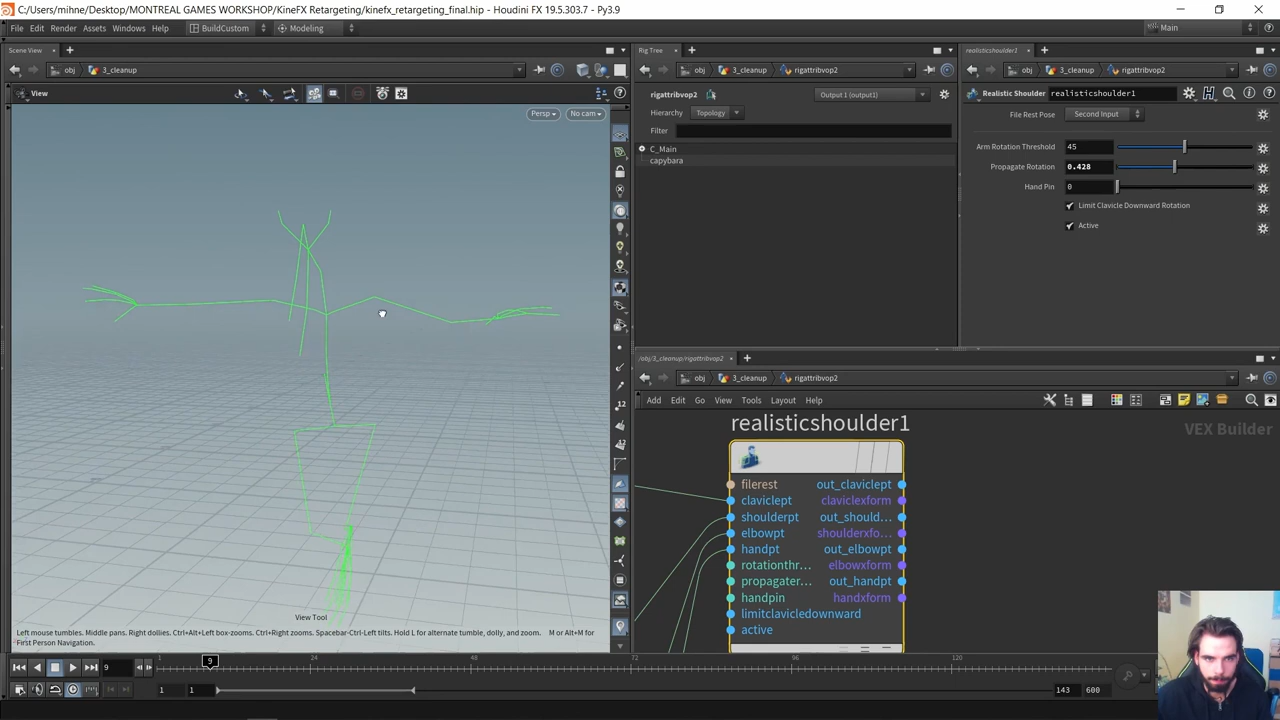 C:/Users/mihne/Desktop/MONTREAL GAMES WORKSHOP/KineFX Retargeting/kinefx_retargeting_final.hip - Houdini FX 19.5.303.7 - Py3.9
File Edit Render Assets Windows Help BuildCustom Modeling Main
Scene View
obj 3_cleanup
View
Persp No cam
Rig Tree
obj 3_cleanup rigattribvop2
rigattribvop2 Output 1 (output1)
Hierarchy Topology
Filter
C_Main
capybara
realisticshoulder1
obj 3_cleanup rigattribvop2
Realistic Shoulder realisticshoulder1
File Rest Pose Second Input
Arm Rotation Threshold 45
Propagate Rotation 0.428
Hand Pin 0
Limit Clavicle Downward Rotation
Active
/obj/3_cleanup/rigattribvop2
obj 3_cleanup rigattribvop2
Add Edit Go View Tools Layout Help
VEX Builder
realisticshoulder1
filerest out_claviclept
claviclept claviclexform
shoulderpt out_should...
elbowpt shoulderxfo...
handpt out_elbowpt
rotationthr... elbowxform
propagater... out_handpt
handpin handxform
limitclavicledownward
active
View Tool
Left mouse tumbles. Middle pans. Right dollies. Ctrl+Alt+Left box-zooms. Ctrl+Right zooms. Spacebar-Ctrl-Left tilts. Hold L for alternate tumble, dolly, and zoom. M or Alt+M for
First Person Navigation.
9 1 9 24 48 72 96 120
1 1 143 600